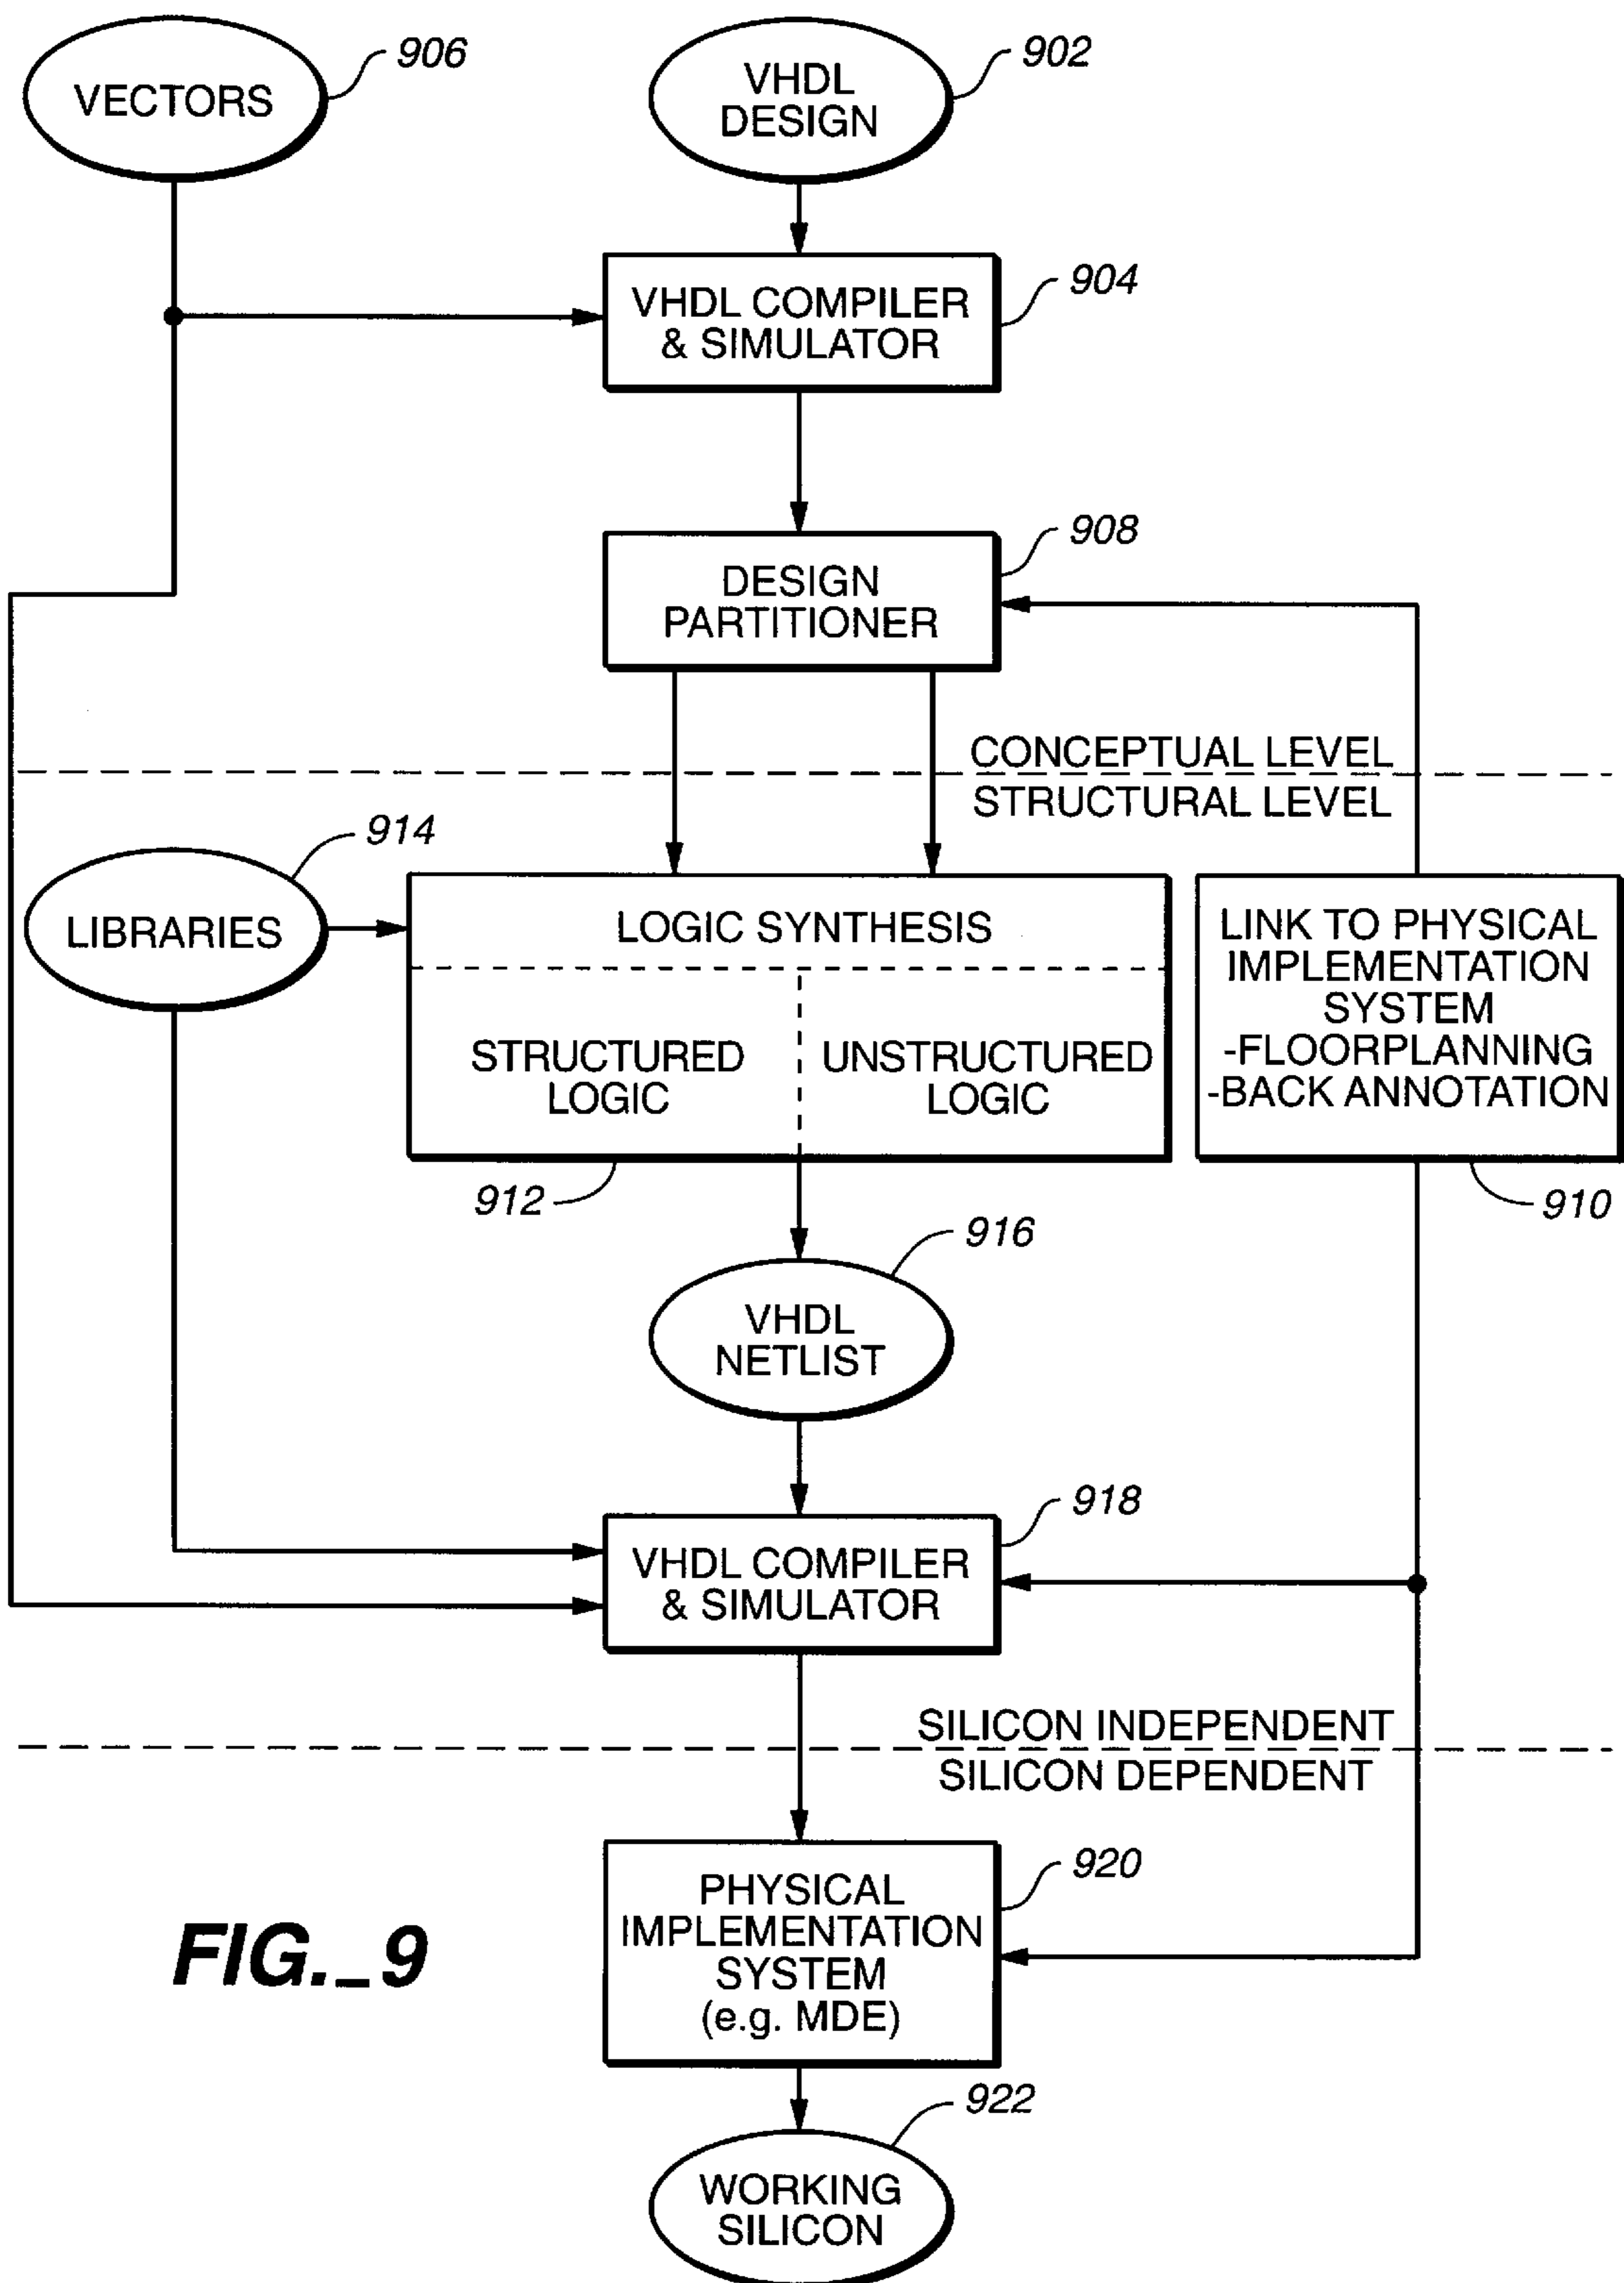 VECTORS
906
VHDL
DESIGN
902
VHDL COMPILER
& SIMULATOR
904
DESIGN
PARTITIONER
908
CONCEPTUAL LEVEL
STRUCTURAL LEVEL
914
LIBRARIES
LOGIC SYNTHESIS
STRUCTURED
LOGIC
UNSTRUCTURED
LOGIC
912
LINK TO PHYSICAL
IMPLEMENTATION
SYSTEM
-FLOORPLANNING
-BACK ANNOTATION
910
916
VHDL
NETLIST
918
VHDL COMPILER
& SIMULATOR
SILICON INDEPENDENT
SILICON DEPENDENT
920
PHYSICAL
IMPLEMENTATION
SYSTEM
(e.g. MDE)
FIG._9
922
WORKING
SILICON